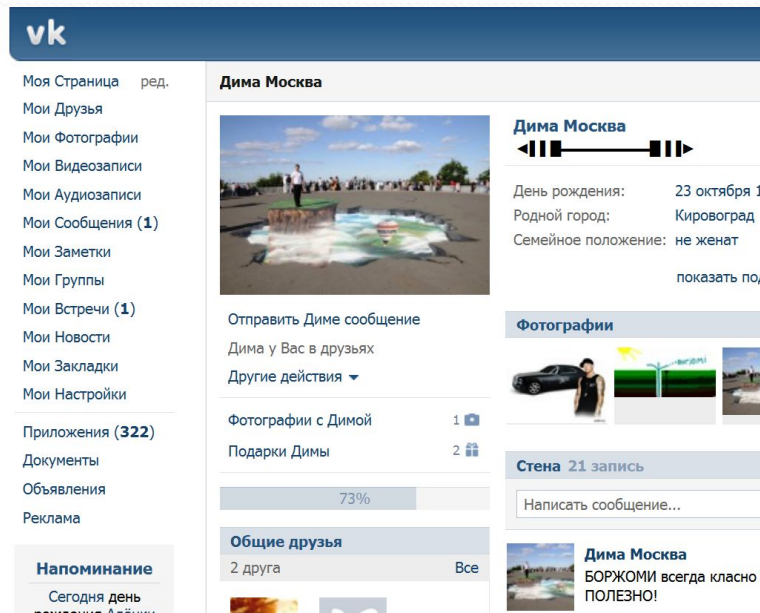 vk
Моя Страница ред.
Мои Друзья
Мои Фотографии
Мои Видеозаписи
Мои Аудиозаписи
Мои Сообщения (1)
Мои Заметки
Мои Группы
Мои Встречи (1)
Мои Новости
Мои Закладки
Мои Настройки
Приложения (322)
Документы
Объявления
Реклама
Напоминание
Сегодня день
Дима Москва
Отправить Диме сообщение
Дима у Вас в друзьях
Другие действия
Фотографии с Димой 1
Подарки Димы 2
73%
Общие друзья
2 друга Все
Дима Москва
День рождения: 23 октября 1
Родной город: Кировоград
Семейное положение: не женат
показать под
Фотографии
Стена 21 запись
Написать сообщение...
Дима Москва
БОРЖОМИ всегда класно
ПОЛЕЗНО!